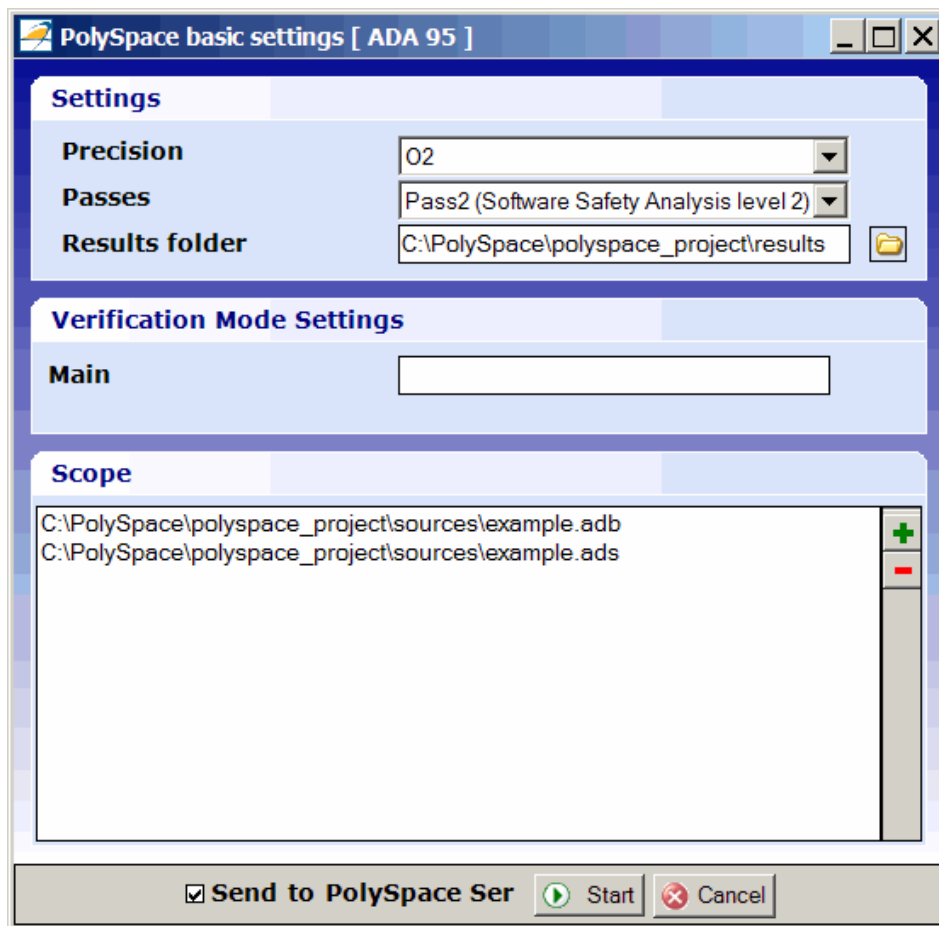 PolySpace basic settings [ ADA 95 ]
Settings
Precision O2
Passes Pass2 (Software Safety Analysis level 2)
Results folder C:\PolySpace\polyspace_project\results
Verification Mode Settings
Main
Scope
C:\PolySpace\polyspace_project\sources\example.adb
C:\PolySpace\polyspace_project\sources\example.ads
Send to PolySpace Ser Start Cancel